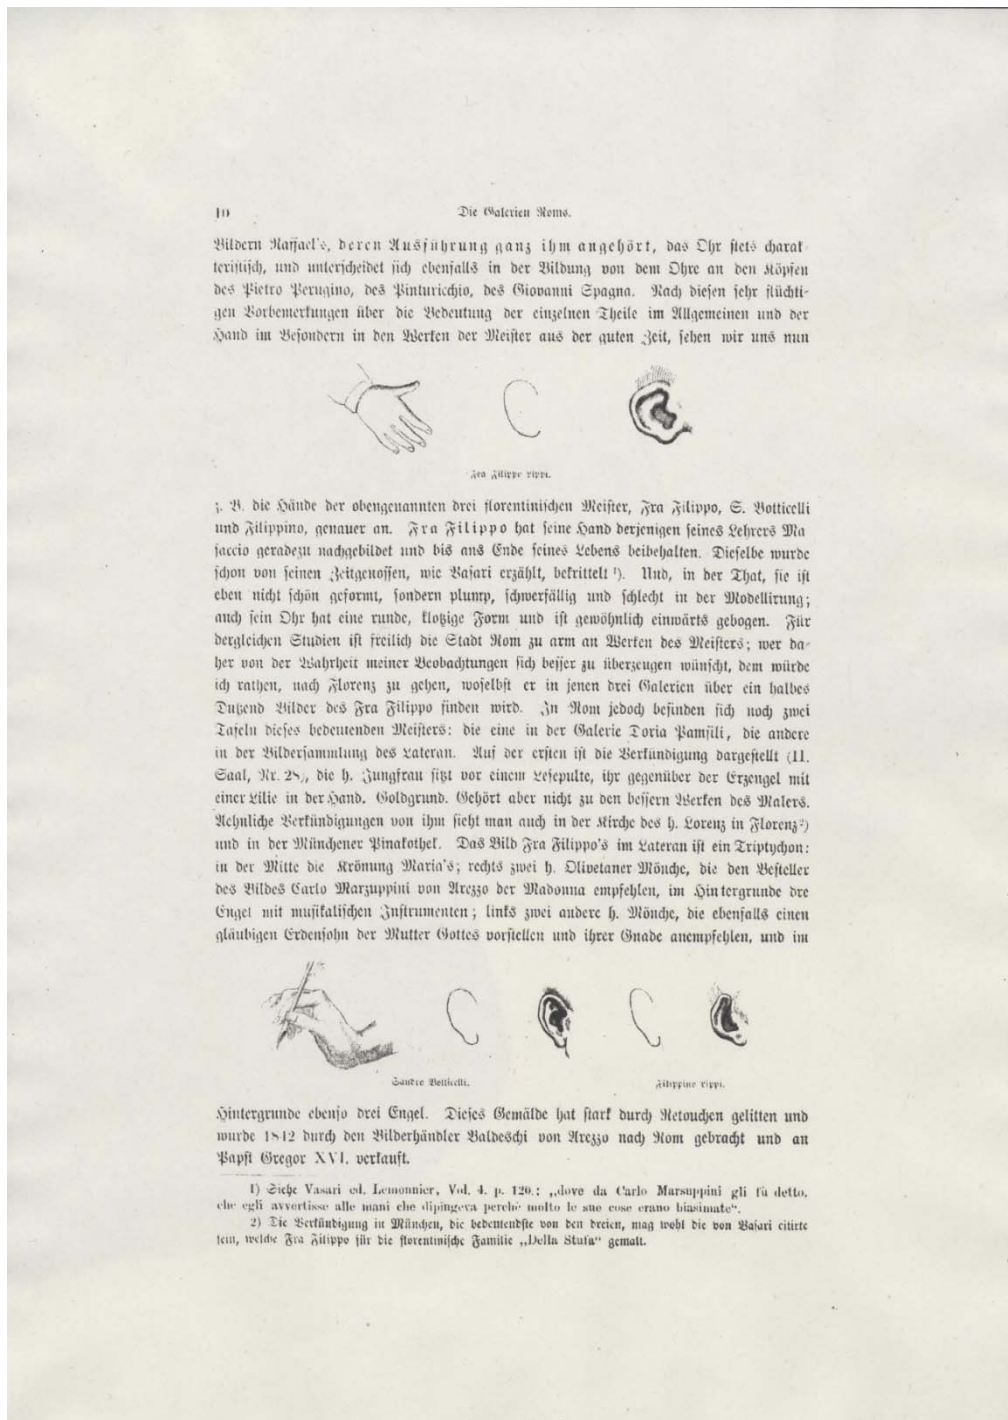 10
Die Galerien Roms.
Bildern Raffael's, deren Ausführung ganz ihm angehört, das Ohr stets charak
teristisch, und unterscheidet sich ebenfalls in der Bildung von dem Ohre an den Köpfen
des Pietro Perugino, des Pinturicchio, des Giovanni Spagna. Nach diesen sehr flüchti-
gen Vorbemerkungen über die Bedeutung der einzelnen Theile im Allgemeinen und der
Hand im Besondern in den Werken der Meister aus der guten Zeit, sehen wir uns nun
Fra Filippo Lippi.
z. B. die Hände der obengenannten drei florentinischen Meister, Fra Filippo, S. Botticelli
und Filippino, genauer an. Fra Filippo hat seine Hand derjenigen seines Lehrers Ma
saccio geradezu nachgebildet und bis ans Ende seines Lebens beibehalten. Dieselbe wurde
schon von seinen Zeitgenossen, wie Vasari erzählt, bekrittelt ¹). Und, in der That, sie ist
eben nicht schön geformt, sondern plump, schwerfällig und schlecht in der Modellirung;
auch sein Ohr hat eine runde, klotzige Form und ist gewöhnlich einwärts gebogen. Für
dergleichen Studien ist freilich die Stadt Rom zu arm an Werken des Meisters; wer da-
her von der Wahrheit meiner Beobachtungen sich besser zu überzeugen wünscht, dem würde
ich rathen, nach Florenz zu gehen, woselbst er in jenen drei Galerien über ein halbes
Dutzend Bilder des Fra Filippo finden wird. In Rom jedoch befinden sich noch zwei
Tafeln dieses bedeutenden Meisters: die eine in der Galerie Doria Pamfili, die andere
in der Bildersammlung des Lateran. Auf der ersten ist die Verkündigung dargestellt (II.
Saal, Nr. 28), die h. Jungfrau sitzt vor einem Lesepulte, ihr gegenüber der Erzengel mit
einer Lilie in der Hand. Goldgrund. Gehört aber nicht zu den bessern Werken des Malers.
Aehnliche Verkündigungen von ihm sieht man auch in der Kirche des h. Lorenz in Florenz²)
und in der Münchener Pinakothek. Das Bild Fra Filippo's im Lateran ist ein Triptychon:
in der Mitte die Krönung Maria's; rechts zwei h. Olivetaner Mönche, die den Besteller
des Bildes Carlo Marzuppini von Arezzo der Madonna empfehlen, im Hintergrunde dre
Engel mit musikalischen Instrumenten; links zwei andere h. Mönche, die ebenfalls einen
gläubigen Erdensohn der Mutter Gottes vorstellen und ihrer Gnade anempfehlen, und im
Sandro Botticelli.
Filippino Lippi.
Hintergrunde ebenso drei Engel. Dieses Gemälde hat stark durch Retouchen gelitten und
wurde 1842 durch den Bilderhändler Baldeschi von Arezzo nach Rom gebracht und an
Papst Gregor XVI. verkauft.
1) Siehe Vasari ed. Lemonnier, Vol. 4. p. 120.: „dove da Carlo Marsuppini gli fù detto,
che egli avvertisse alle mani che dipingeva perchè molto le sue cose erano biasimate“.
2) Die Verkündigung in München, die bedeutendste von den dreien, mag wohl die von Vasari citirte
sein, welche Fra Filippo für die florentinische Familie „Della Stufa“ gemalt.